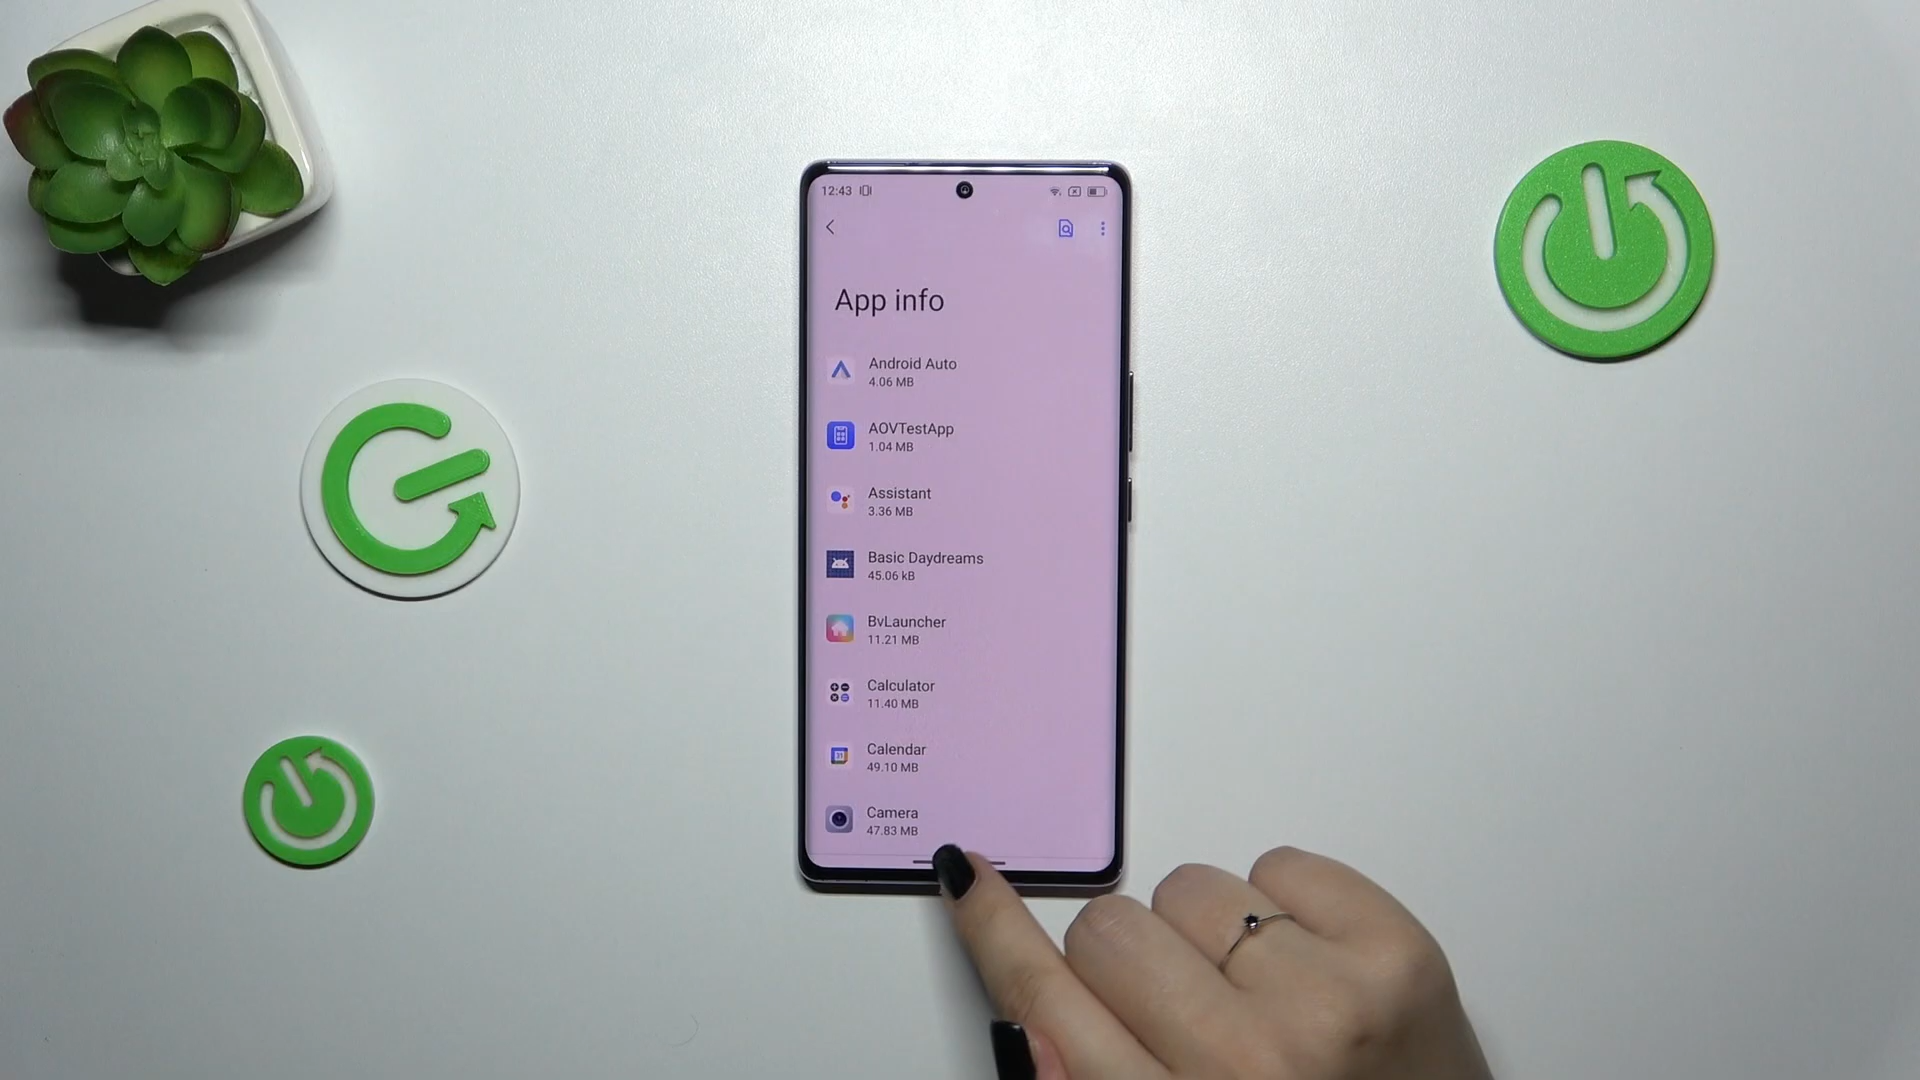 12:43
App info
Android Auto
4.06 MB
AOVTestApp
1.04 MB
Assistant
3.36 MB
Basic Daydreams
45.06 kB
BvLauncher
11.21 MB
Calculator
11.40 MB
Calendar
49.10 MB
Camera
47.83 MB